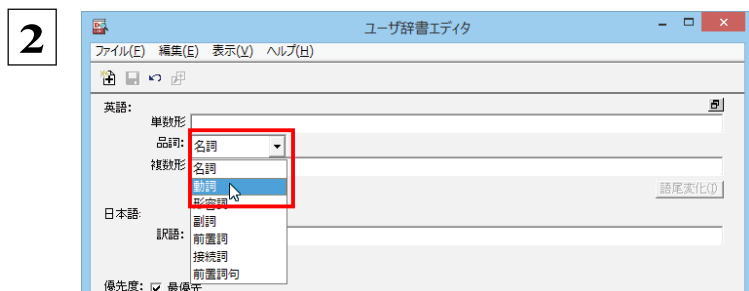 2
ユーザ辞書エディタ
ファイル(F) 編集(E) 表示(V) ヘルプ(H)
英語:
単数形
品詞: 名詞
複数形
名詞
動詞
形容詞
語尾変化(I)
日本語:
副詞
訳語:
前置詞
接続詞
前置詞句
優先度: 最優先